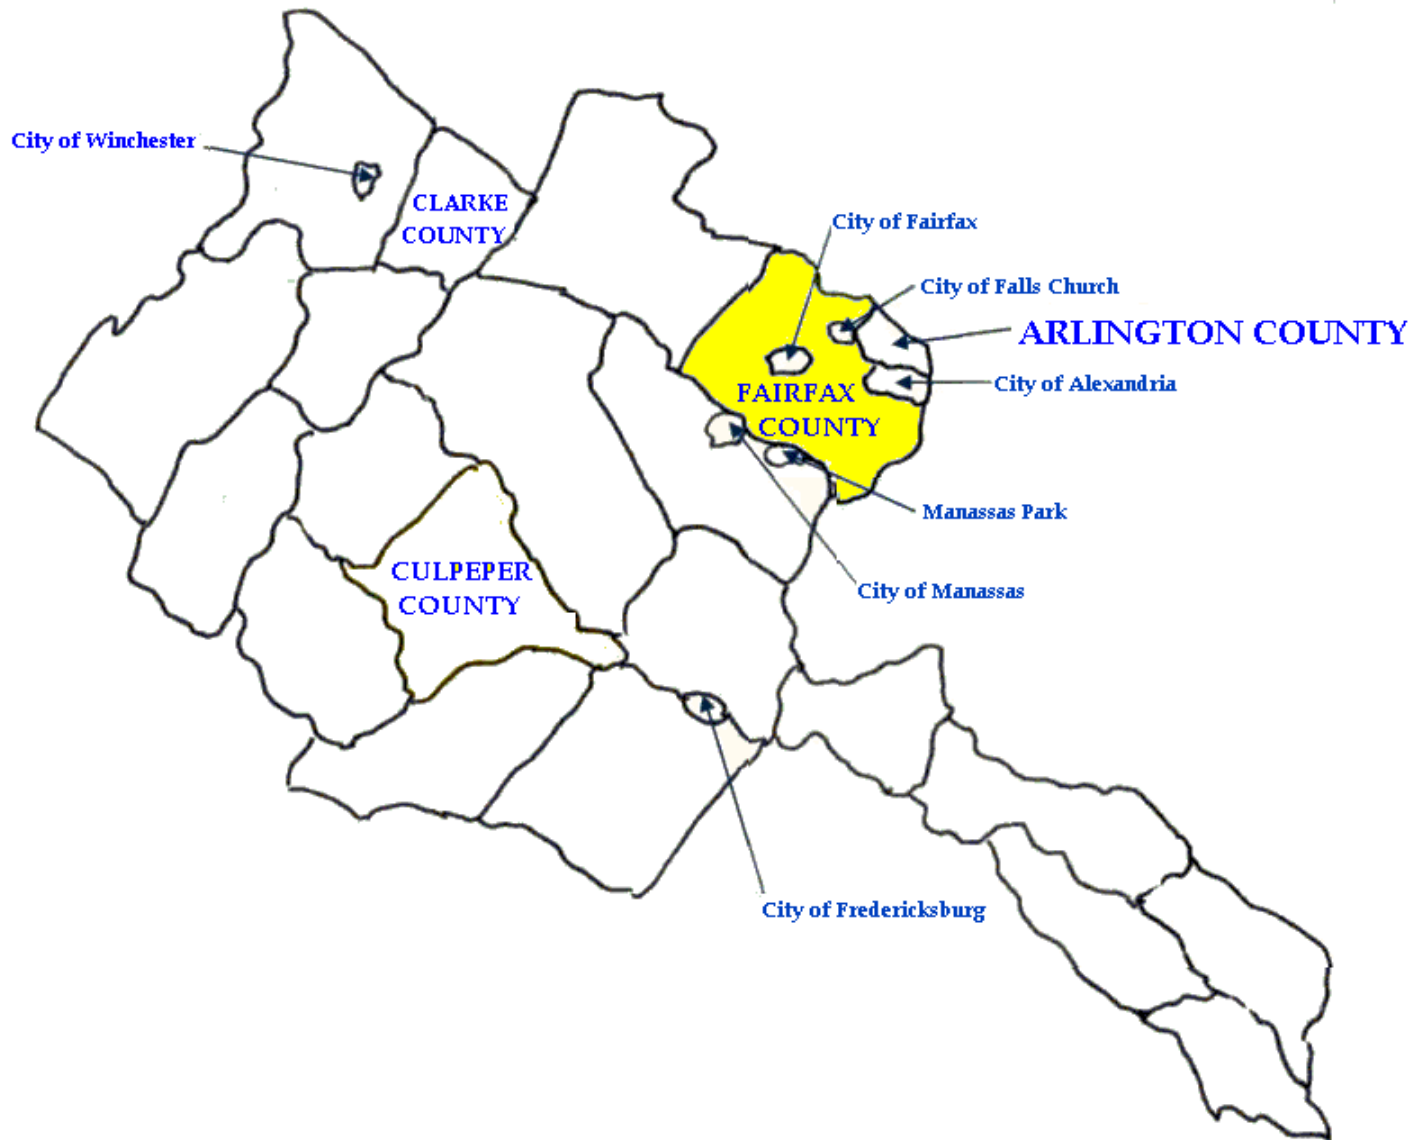 City of Winchester
CLARKE
COUNTY
City of Fairfax
City of Falls Church
ARLINGTON COUNTY
City of Alexandria
FAIRFAX
COUNTY
Manassas Park
CULPEPER
COUNTY
City of Manassas
City of Fredericksburg